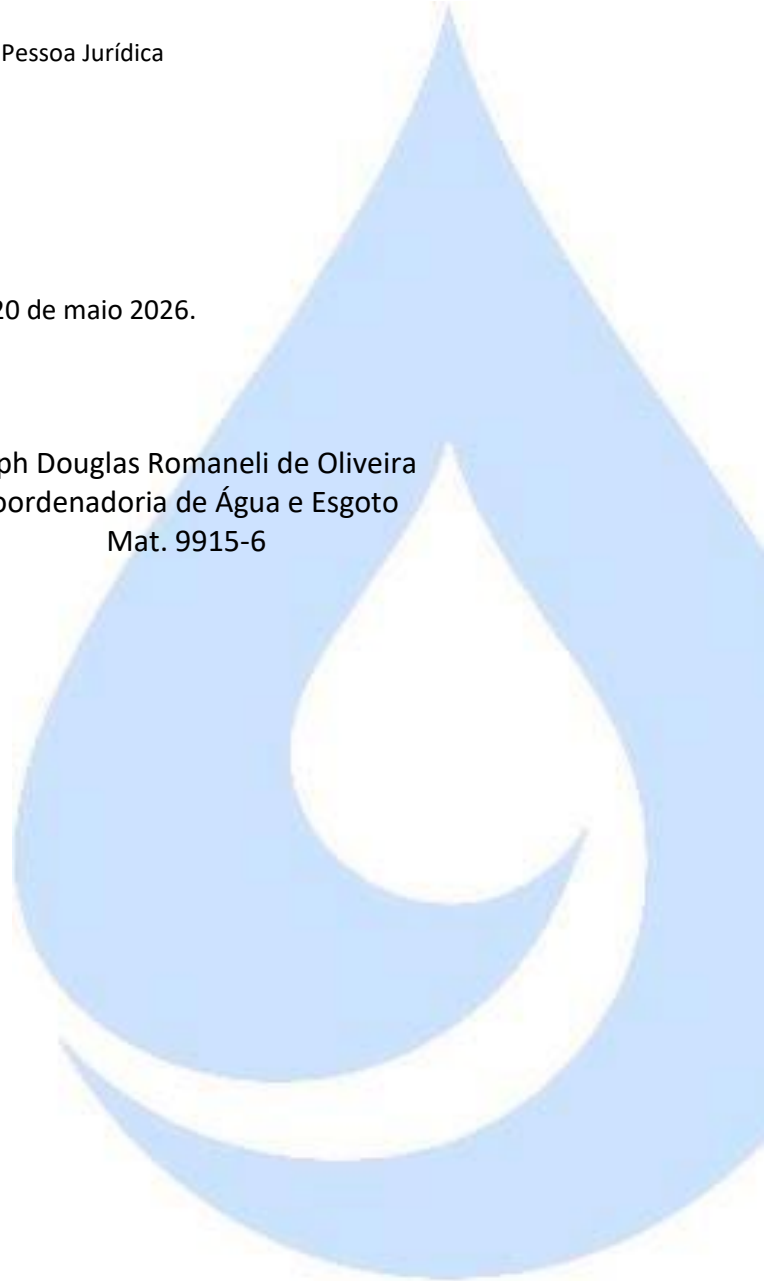 Pessoa Jurídica
20 de maio 2026.
ph Douglas Romaneli de Oliveira
oordenadoria de Água e Esgoto
Mat. 9915-6